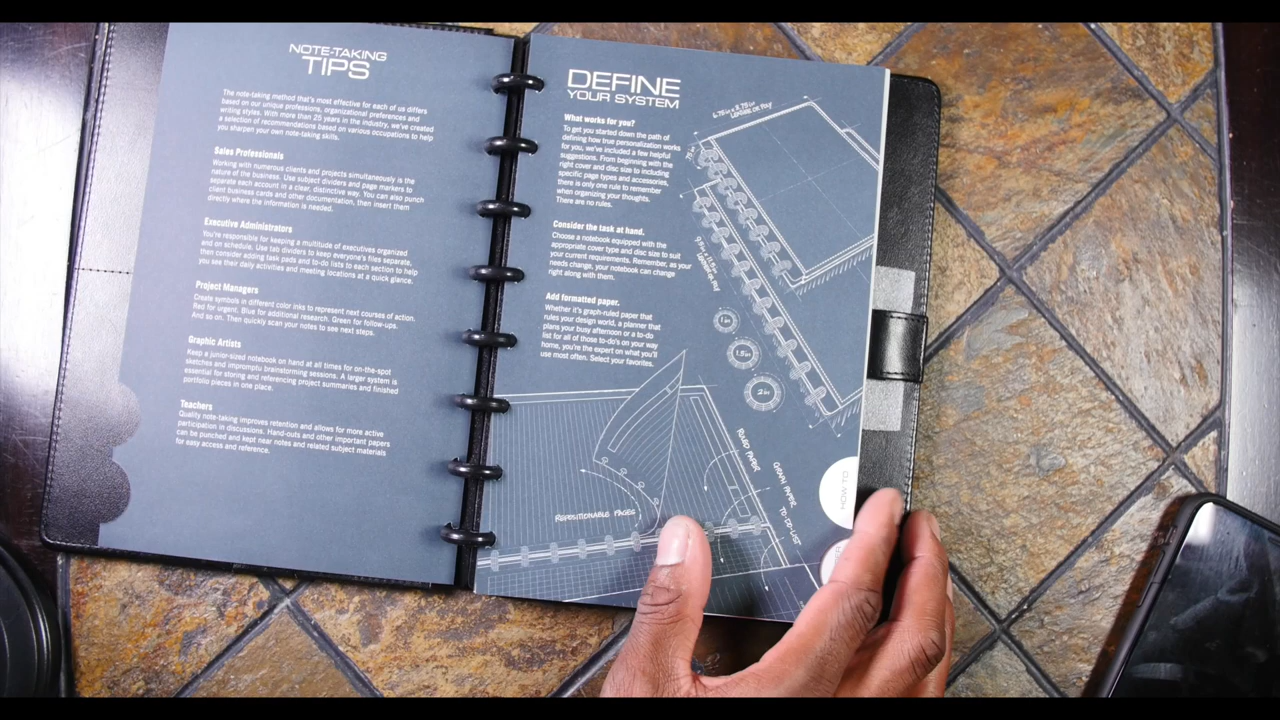 NOTE-TAKING
TIPS
The note-taking method that's most effective for each of us differs
based on our unique professions, organizational preferences and
writing styles. With more than 25 years in the industry, we've created
a selection of recommendations based on various occupations to help
you sharpen your own note-taking skills.
Sales Professionals
Working with numerous clients and projects simultaneously is the
nature of the business. Use subject dividers and page markers to
separate each account in a clear, distinctive way. You can also punch
client business cards and other documentation, then insert them
directly where the information is needed.
Executive Administrators
You're responsible for keeping a multitude of executives organized
and on schedule. Use tab dividers to keep everyone's files separate,
then consider adding task pads and to-do lists to each section to help
you see their daily activities and meeting locations at a quick glance.
Project Managers
Create symbols in different color inks to represent next courses of action.
Red for urgent. Blue for additional research. Green for follow-ups.
And so on. Then quickly scan your notes to see next steps.
Graphic Artists
Keep a junior-sized notebook on hand at all times for on-the-spot
sketches and impromptu brainstorming sessions. A larger system is
essential for storing and referencing project summaries and finished
portfolio pieces in one place.
Teachers
Quality note-taking improves retention and allows for more active
participation in discussions. Hand-outs and other important papers
can be punched and kept near notes and related subject materials
for easy access and reference.
DEFINE
YOUR SYSTEM
What works for you?
To get you started down the path of
defining how true personalization works
for you, we've included a few helpful
suggestions. From beginning with the
right cover and disc size to including
specific page types and accessories,
there is only one rule to remember
when organizing your thoughts.
There are no rules.
Consider the task at hand.
Choose a notebook equipped with the
appropriate cover type and disc size to suit
your current requirements. Remember, as your
needs change, your notebook can change
right along with them.
Add formatted paper.
Whether it's graph-ruled paper that
rules your design world, a planner that
plans your busy afternoon or a to-do
list for all of those to-do's on your way
home, you're the expert on what you'll
use most often. Select your favorites.
6.75 in x 8.75 in
LEATHER OR POLY
.75 in
1 in
1.5 in
2 in
RULED PAPER
GRAPH PAPER
TO-DO-LIST
REPOSITIONABLE PAGES
HOW TO